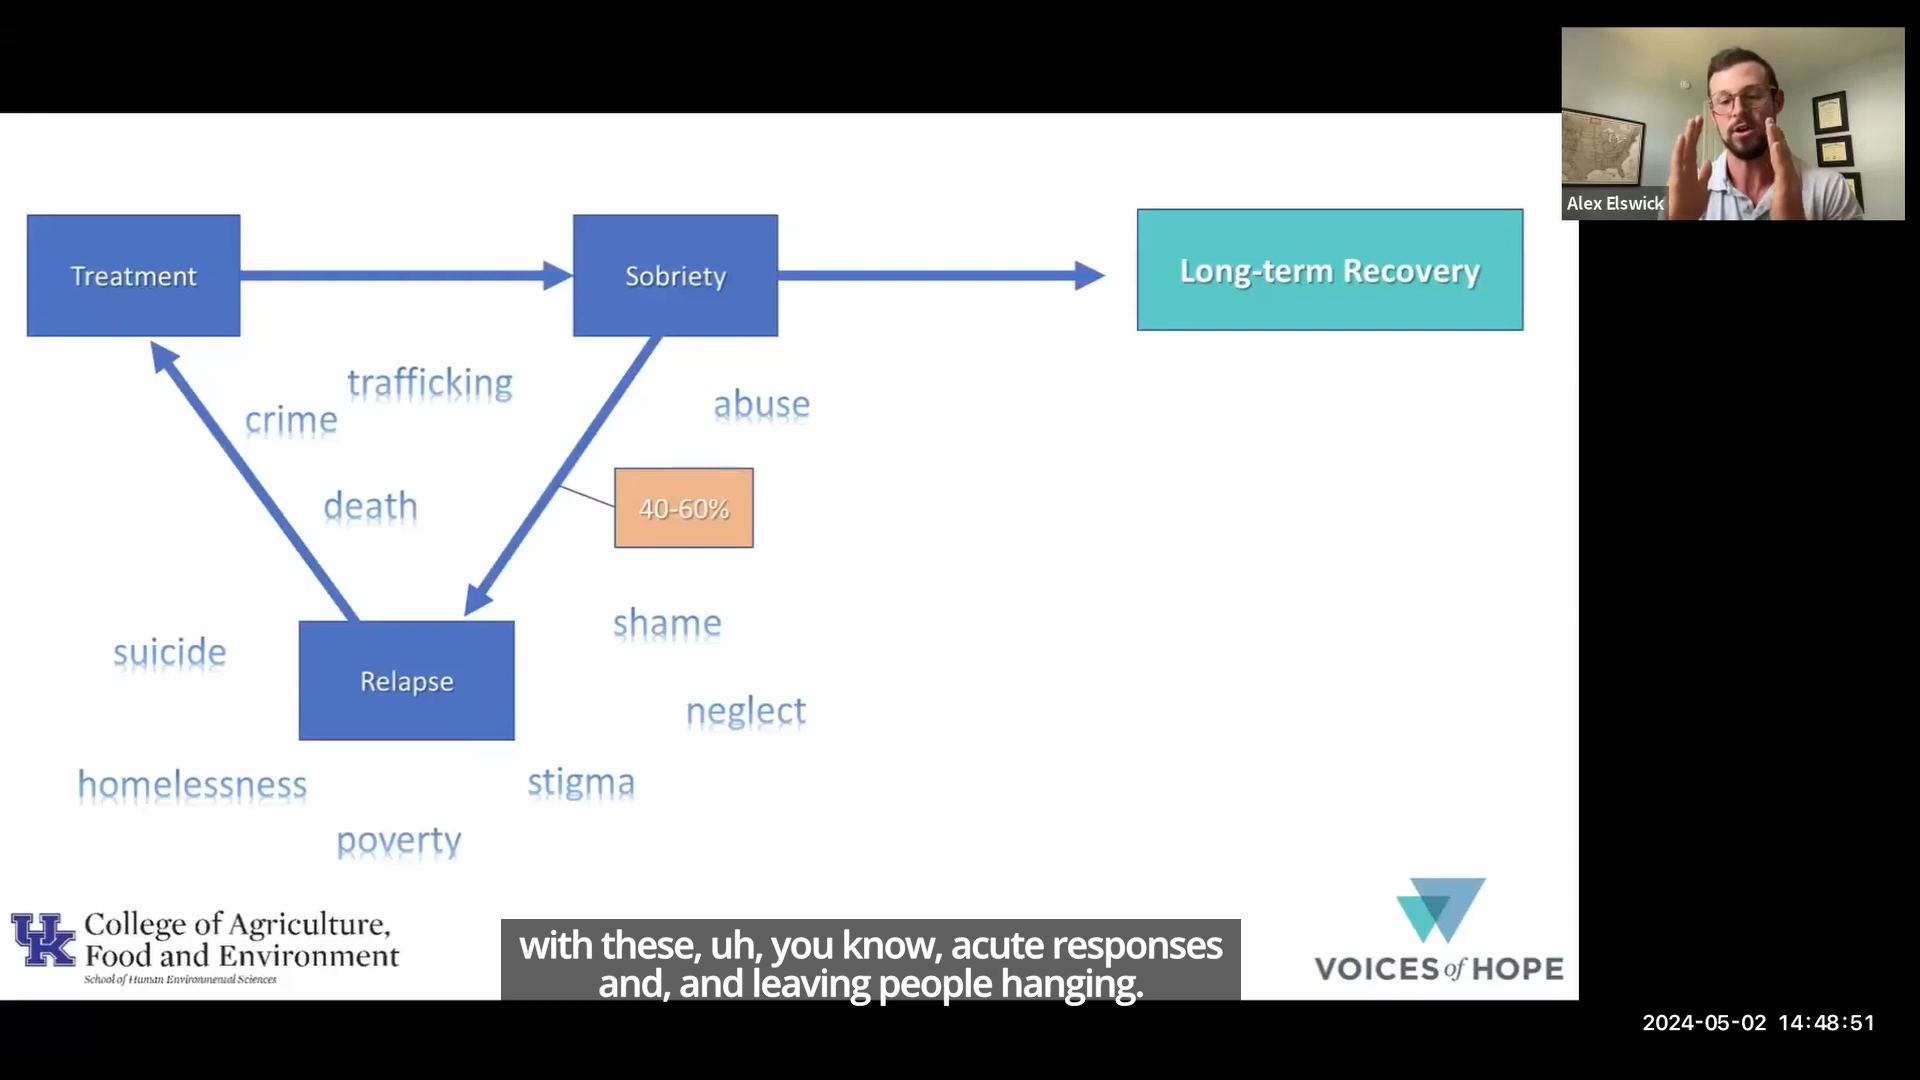 Alex Elswick
Treatment
Sobriety
Long-term Recovery
trafficking
crime
abuse
death
40-60%
shame
suicide
Relapse
neglect
homelessness
stigma
poverty
UK
College of Agriculture,
Food and Environment
School of Human Environmental Sciences
with these, uh, you know, acute responses
and, and leaving people hanging.
VOICES of HOPE
2024-05-02 14:48:51